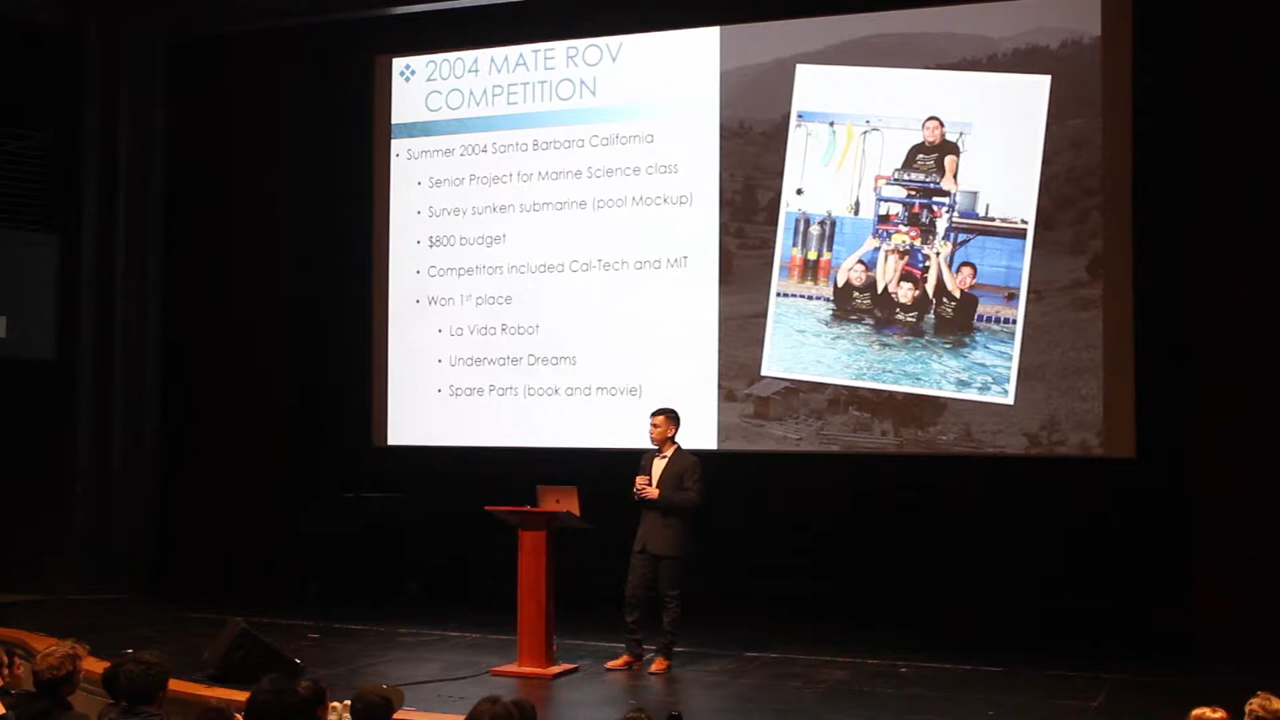 2004 MATE ROV
COMPETITION
• Summer 2004 Santa Barbara California
• Senior Project for Marine Science class
• Survey sunken submarine (pool Mockup)
• $800 budget
• Competitors included Cal-Tech and MIT
• Won 1st place
• La Vida Robot
• Underwater Dreams
• Spare Parts (book and movie)